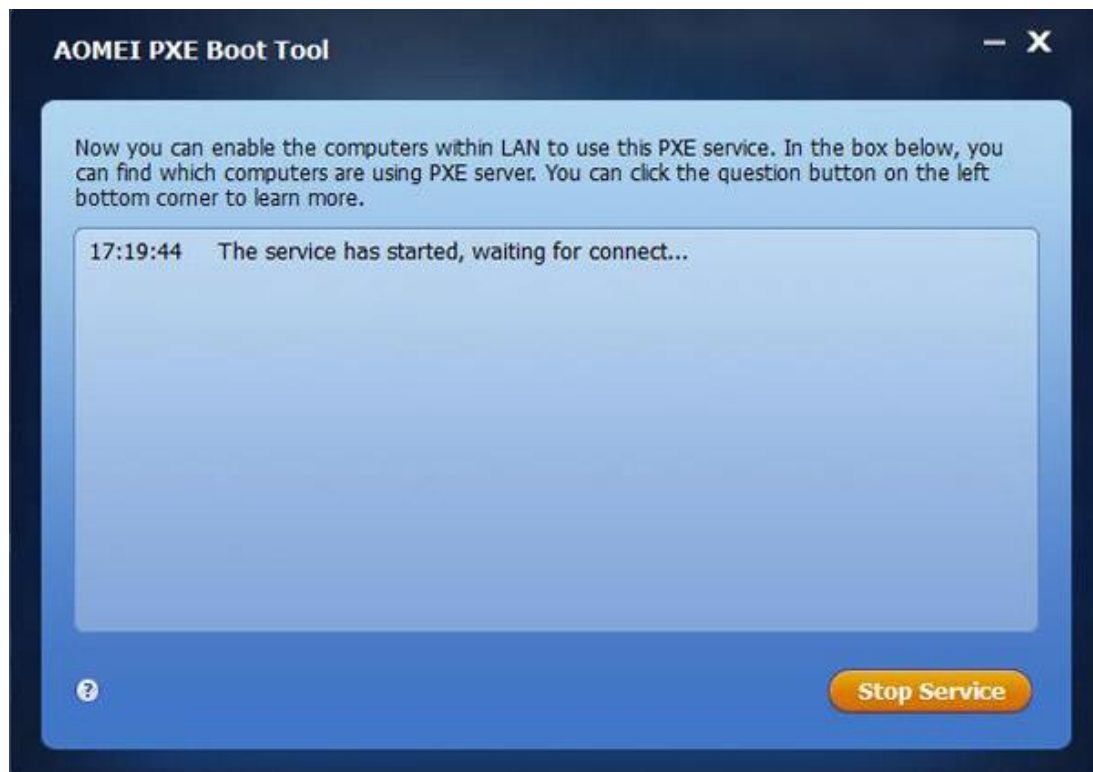 AOMEI PXE Boot Tool
Now you can enable the computers within LAN to use this PXE service. In the box below, you
can find which computers are using PXE server. You can click the question button on the left
bottom corner to learn more.
17:19:44 The service has started, waiting for connect...
?
Stop Service